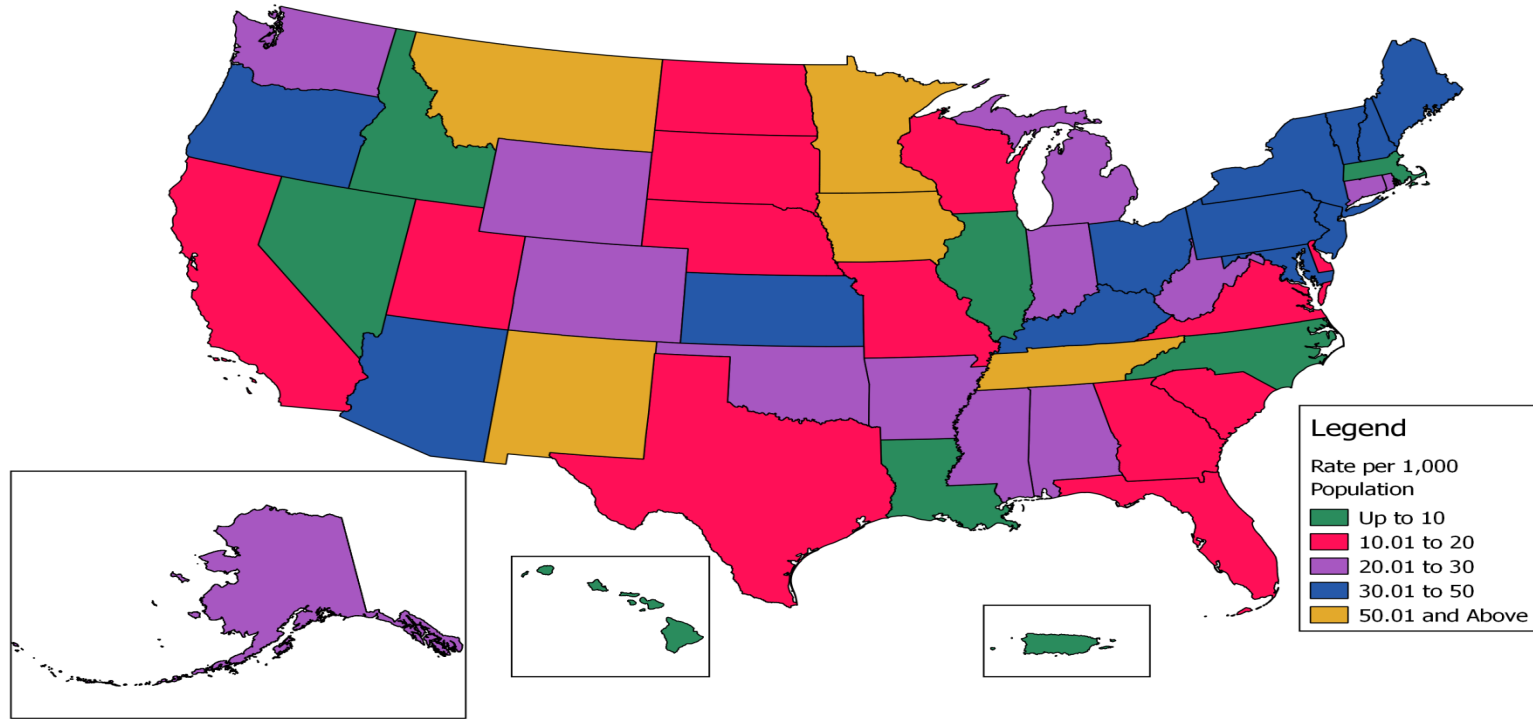 Legend
Rate per 1,000
Population
Up to 10
10.01 to 20
20.01 to 30
30.01 to 50
50.01 and Above